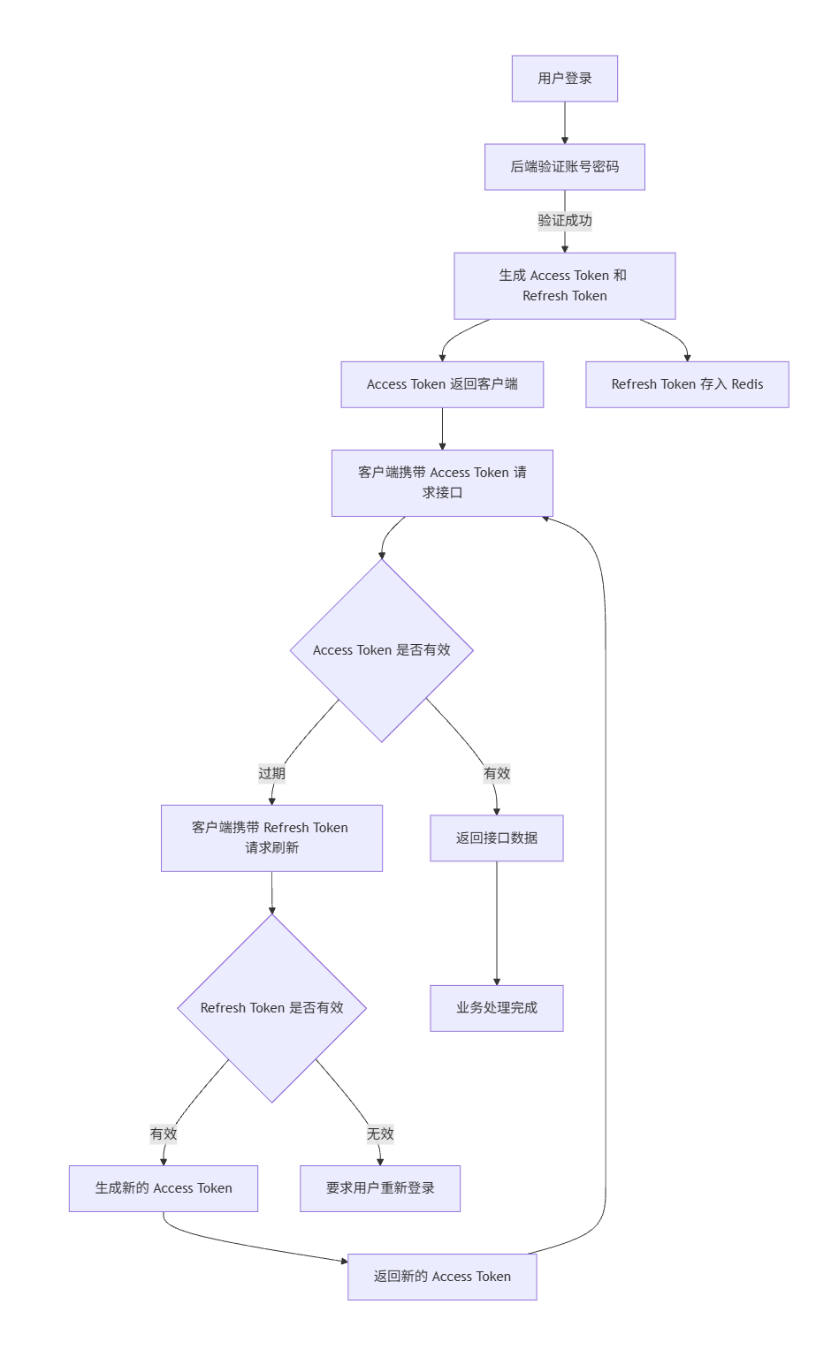 用户登录
后端验证账号密码
验证成功
生成 Access Token 和
Refresh Token
Access Token 返回客户端
Refresh Token 存入 Redis
客户端携带 Access Token 请
求接口
Access Token 是否有效
过期
有效
客户端携带 Refresh Token
请求刷新
返回接口数据
Refresh Token 是否有效
业务处理完成
有效
无效
生成新的 Access Token
要求用户重新登录
返回新的 Access Token